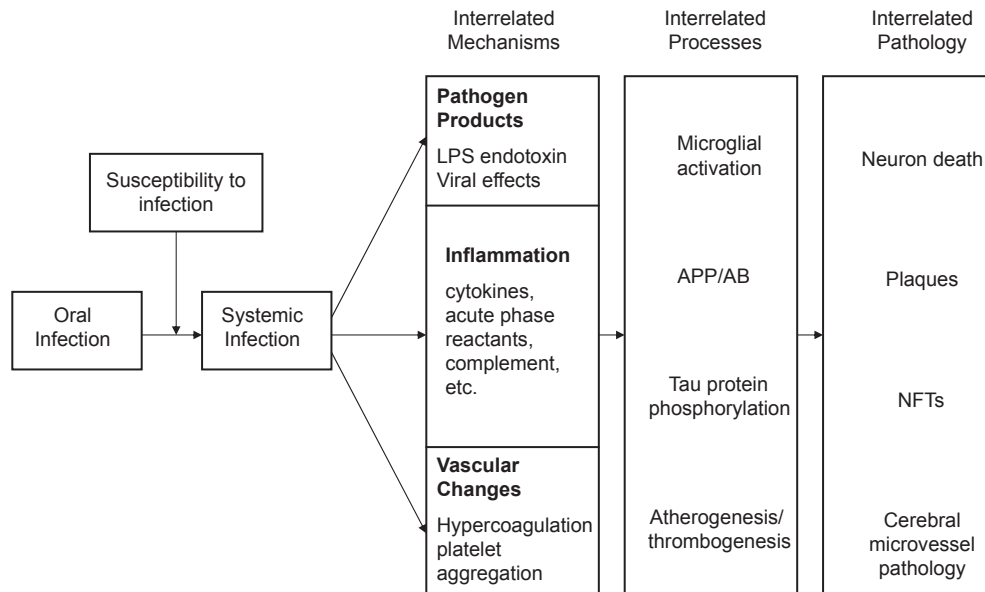 Interrelated
Mechanisms
Interrelated
Processes
Interrelated
Pathology
Susceptibility to
infection
Oral
Infection
Systemic
Infection
Pathogen
Products
LPS endotoxin
Viral effects
Inflammation
cytokines,
acute phase
reactants,
complement,
etc.
Vascular
Changes
Hypercoagulation
platelet
aggregation
Microglial
activation
APP/AB
Tau protein
phosphorylation
Atherogenesis/
thrombogenesis
Neuron death
Plaques
NFTs
Cerebral
microvessel
pathology